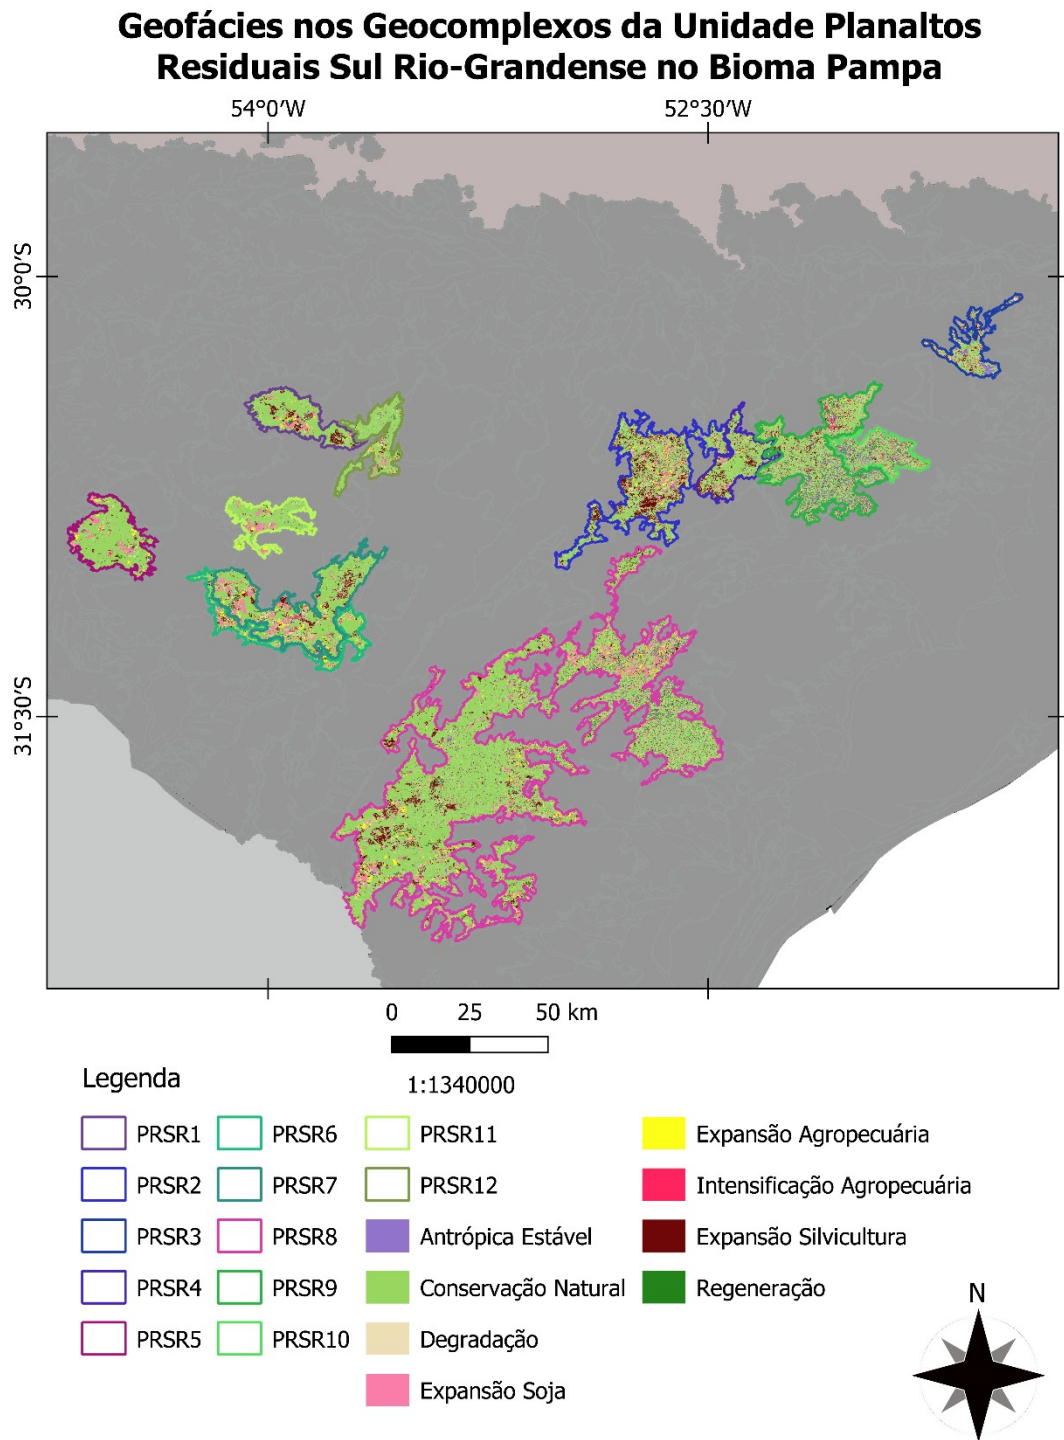 Geofácies nos Geocomplexos da Unidade Planaltos
Residuais Sul Rio-Grandense no Bioma Pampa
54°0′W
52°30′W
30°0′S
31°30′S
0 25 50 km
1:1340000
Legenda
PRSR1
PRSR2
PRSR3
PRSR4
PRSR5
PRSR6
PRSR7
PRSR8
PRSR9
PRSR10
PRSR11
PRSR12
Antrópica Estável
Conservação Natural
Degradação
Expansão Soja
Expansão Agropecuária
Intensificação Agropecuária
Expansão Silvicultura
Regeneração
N